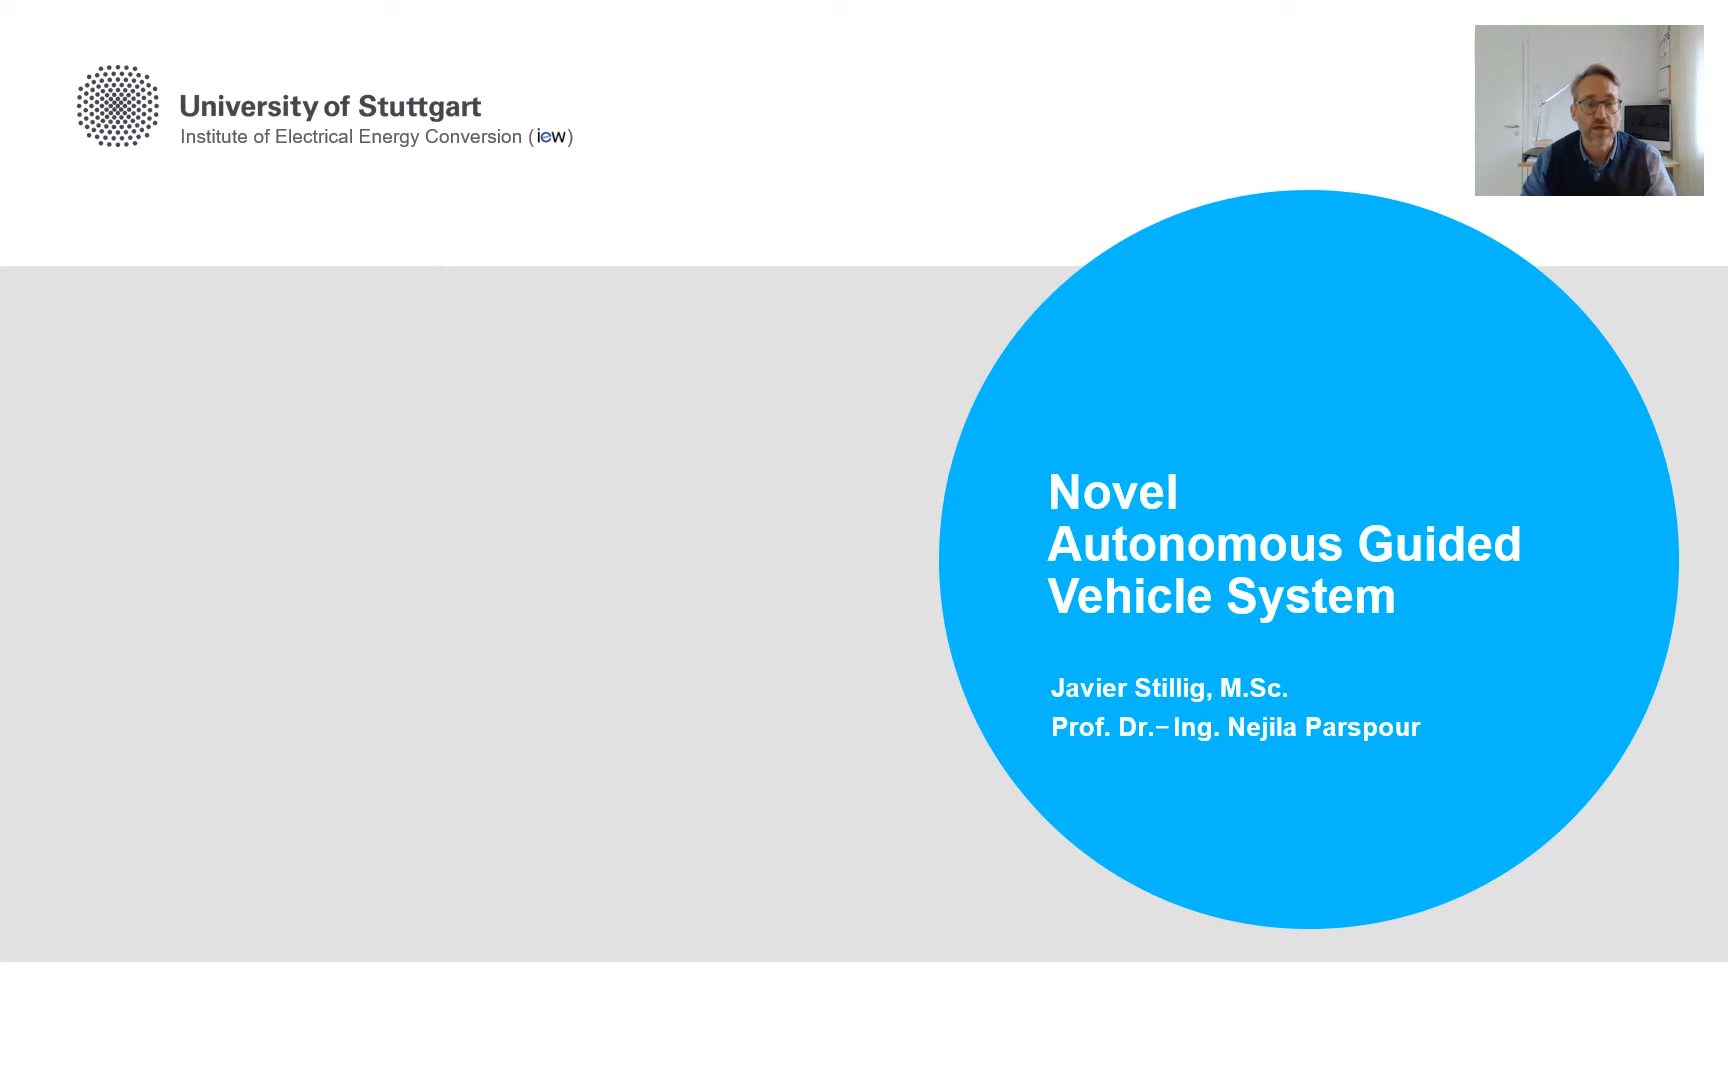 University of Stuttgart
Institute of Electrical Energy Conversion (iew)
Novel
Autonomous Guided
Vehicle System
Javier Stillig, M.Sc.
Prof. Dr.–Ing. Nejila Parspour